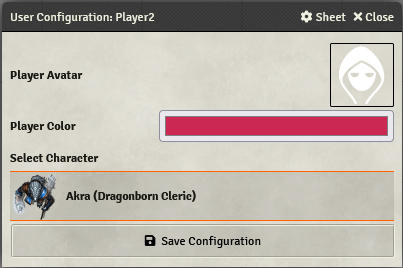 User Configuration: Player2
Sheet
Close
Player Avatar
Player Color
Select Character
Akra (Dragonborn Cleric)
Save Configuration